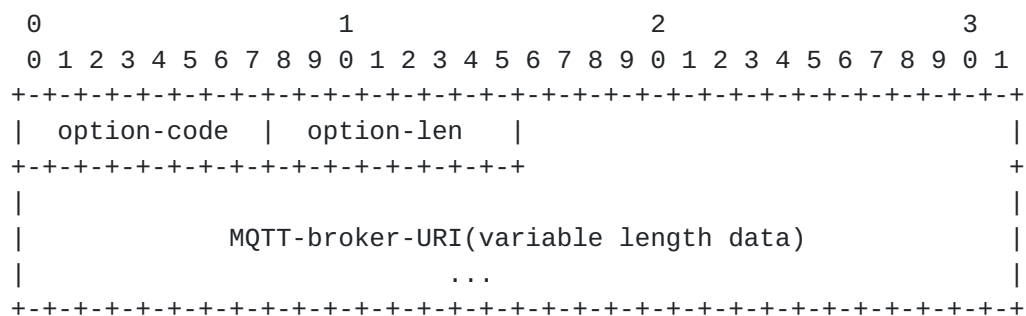 0                   1                   2                   3
 0 1 2 3 4 5 6 7 8 9 0 1 2 3 4 5 6 7 8 9 0 1 2 3 4 5 6 7 8 9 0 1
+-+-+-+-+-+-+-+-+-+-+-+-+-+-+-+-+-+-+-+-+-+-+-+-+-+-+-+-+-+-+-+-+
|  option-code  |  option-len  |                               |
+-+-+-+-+-+-+-+-+-+-+-+-+-+-+-+-+                               +
|                                                               |
|             MQTT-broker-URI(variable length data)             |
|                           ...                                 |
+-+-+-+-+-+-+-+-+-+-+-+-+-+-+-+-+-+-+-+-+-+-+-+-+-+-+-+-+-+-+-+-+